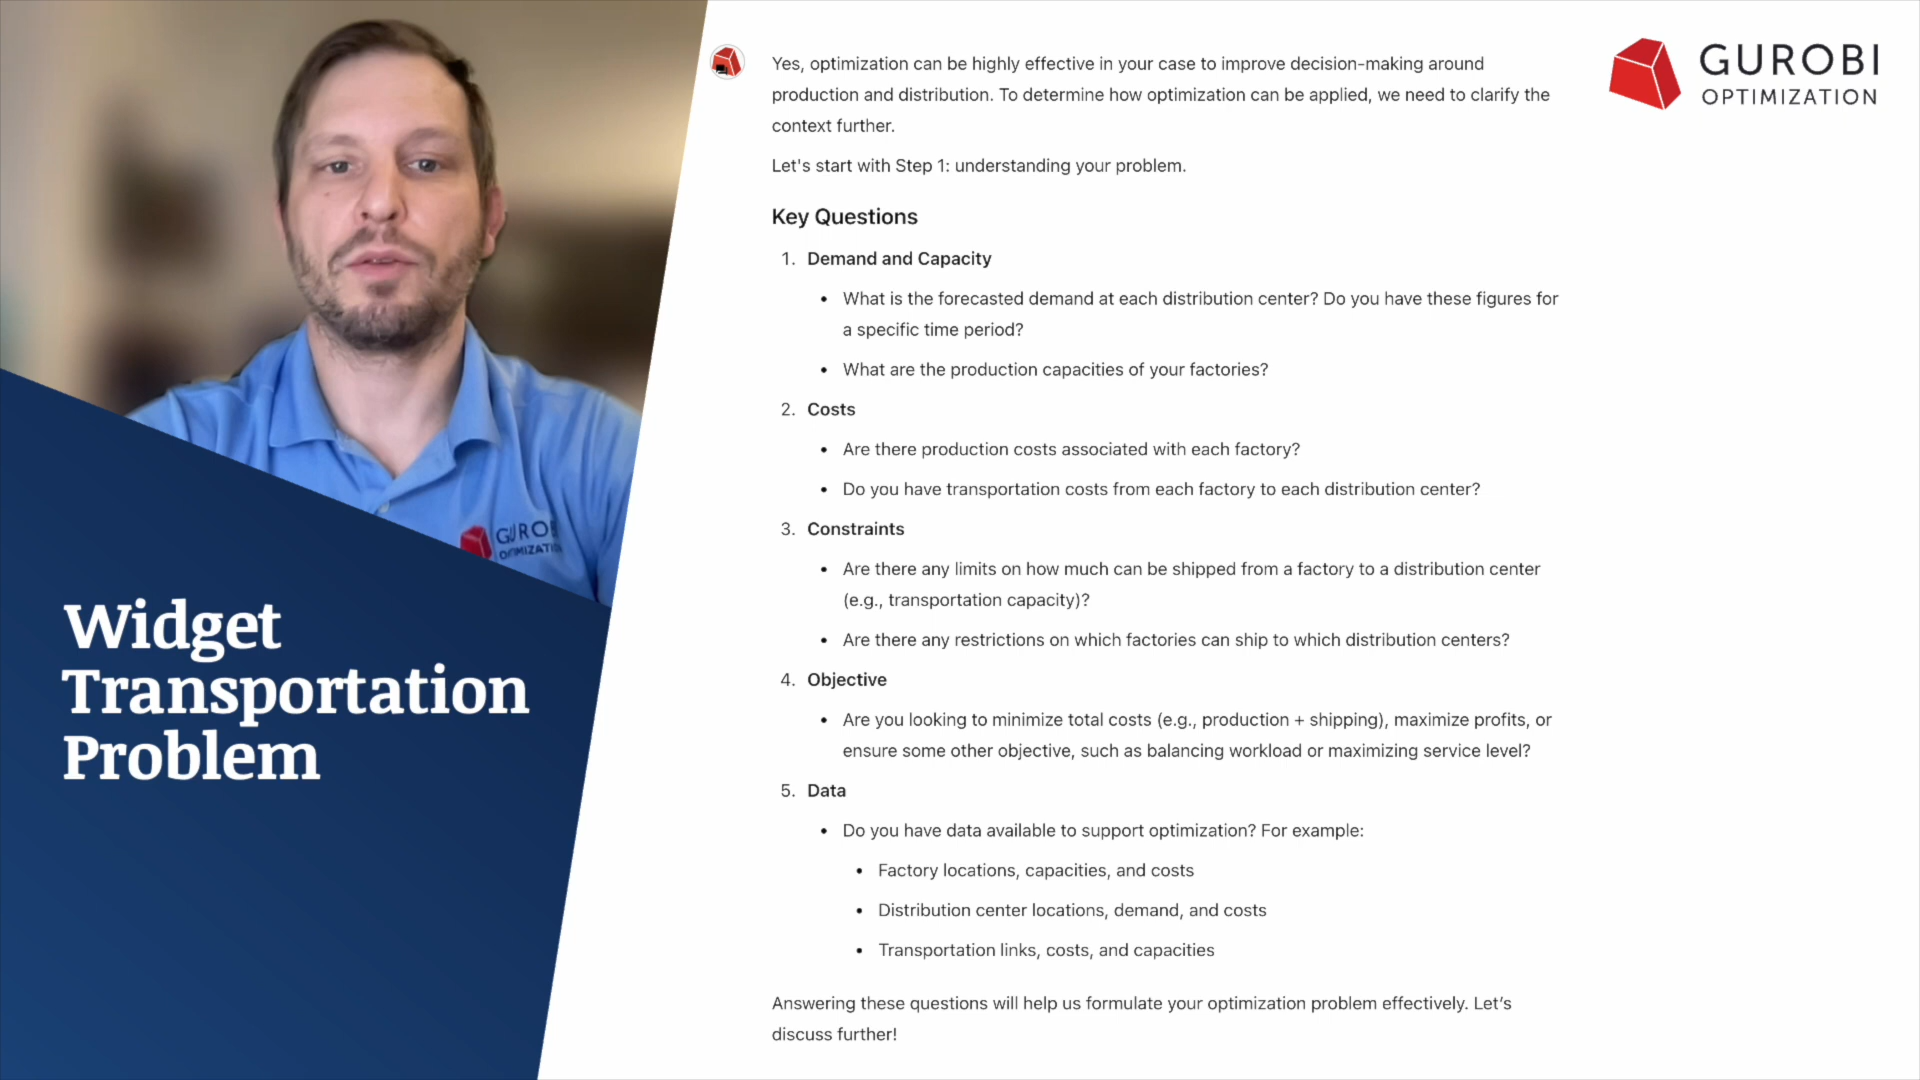 Yes, optimization can be highly effective in your case to improve decision-making around
production and distribution. To determine how optimization can be applied, we need to clarify the
context further.
Let's start with Step 1: understanding your problem.
Key Questions
1. Demand and Capacity
• What is the forecasted demand at each distribution center? Do you have these figures for
a specific time period?
• What are the production capacities of your factories?
2. Costs
• Are there production costs associated with each factory?
• Do you have transportation costs from each factory to each distribution center?
3. Constraints
• Are there any limits on how much can be shipped from a factory to a distribution center
(e.g., transportation capacity)?
• Are there any restrictions on which factories can ship to which distribution centers?
4. Objective
• Are you looking to minimize total costs (e.g., production + shipping), maximize profits, or
ensure some other objective, such as balancing workload or maximizing service level?
5. Data
• Do you have data available to support optimization? For example:
• Factory locations, capacities, and costs
• Distribution center locations, demand, and costs
• Transportation links, costs, and capacities
Answering these questions will help us formulate your optimization problem effectively. Let's
discuss further!
GUROBI
OPTIMIZATION
GUROB
OPTIMIZATI
Widget
Transportation
Problem